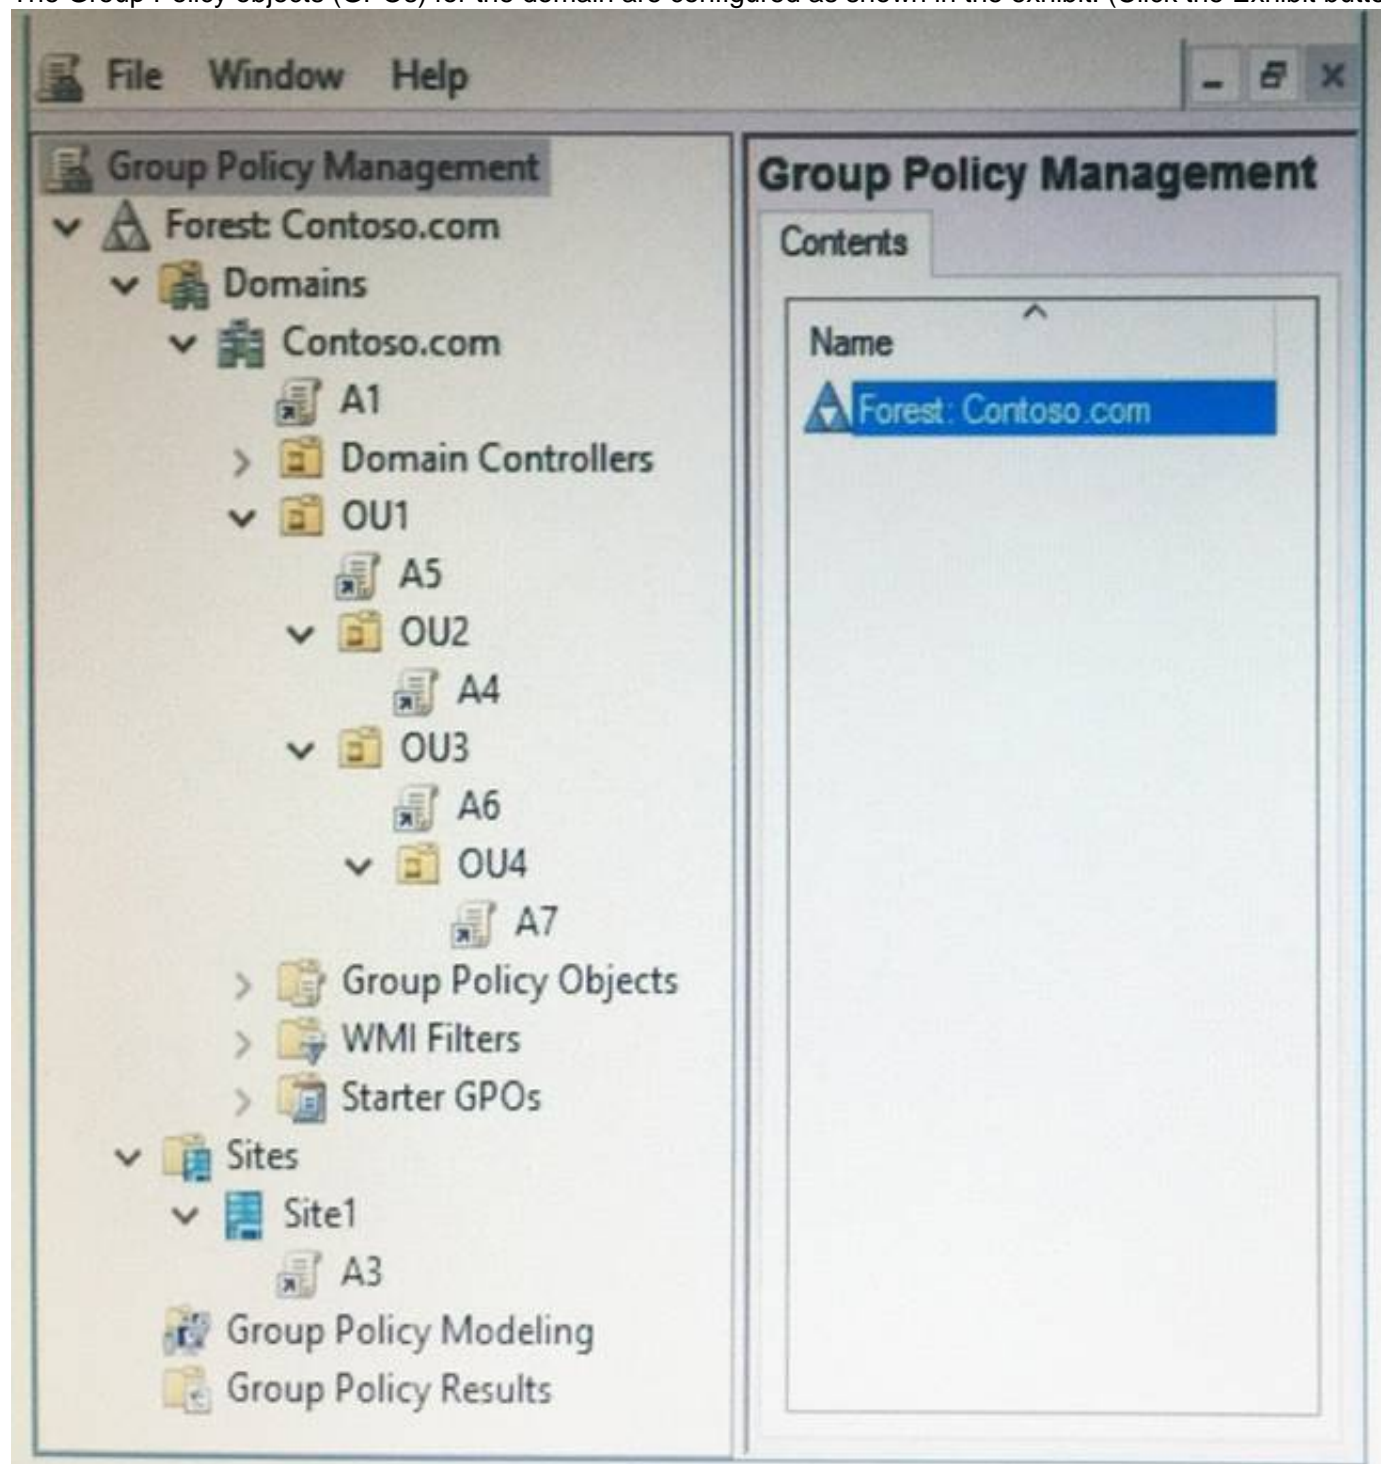 The Group Policy objects (GPOs) for the domain are configured as shown in the exhibit. (Click the Exhibit butto
File Window Help
Group Policy Management
Forest: Contoso.com
Domains
Contoso.com
A1
Domain Controllers
OU1
A5
OU2
A4
OU3
A6
OU4
A7
Group Policy Objects
WMI Filters
Starter GPOs
Sites
Site1
A3
Group Policy Modeling
Group Policy Results
Group Policy Management
Contents
Name
Forest: Contoso.com